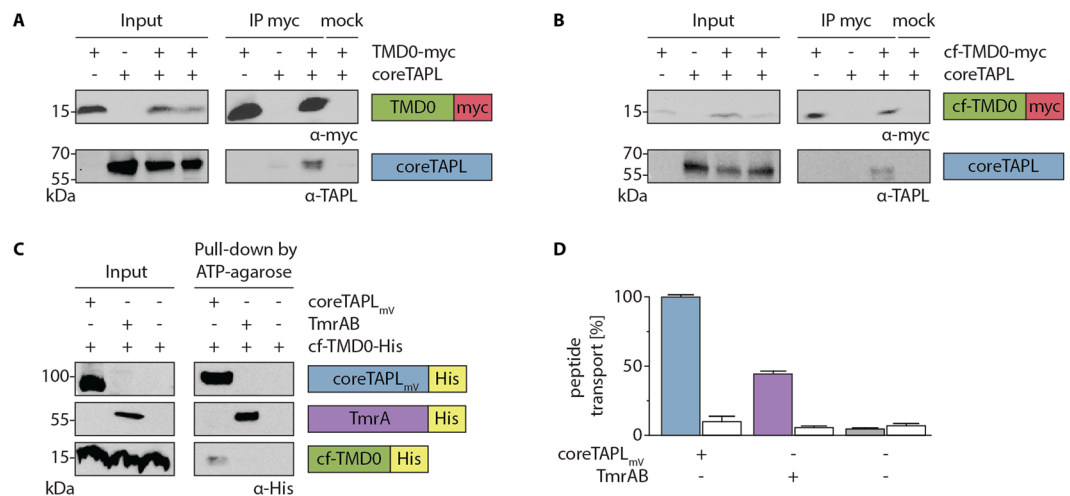 A
Input IP myc mock
+ - + + + - + + TMD0-myc
- + + + - + + + coreTAPL
15 TMD0 myc
α-myc
70
55 coreTAPL
kDa α-TAPL
B
Input IP myc mock
+ - + + + - + + cf-TMD0-myc
- + + + - + + + coreTAPL
15 cf-TMD0 myc
α-myc
70
55 coreTAPL
kDa α-TAPL
C
Pull-down by
Input ATP-agarose
+ - - + - - coreTAPLmV
- + - - + - TmrAB
+ + + + + + cf-TMD0-His
100 coreTAPLmV His
55 TmrA His
15 cf-TMD0 His
kDa α-His
D
peptide
transport [%]
100
50
0
coreTAPLmV + - -
TmrAB - + -